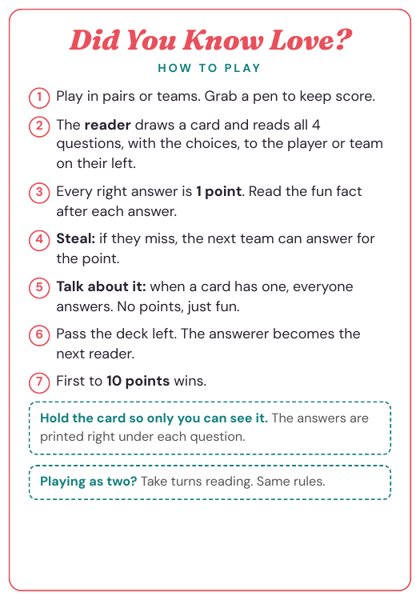 Did You Know Love?
HOW TO PLAY
1 Play in pairs or teams. Grab a pen to keep score.
2 The reader draws a card and reads all 4
questions, with the choices, to the player or team
on their left.
3 Every right answer is 1 point. Read the fun fact
after each answer.
4 Steal: if they miss, the next team can answer for
the point.
5 Talk about it: when a card has one, everyone
answers. No points, just fun.
6 Pass the deck left. The answerer becomes the
next reader.
7 First to 10 points wins.
Hold the card so only you can see it. The answers are
printed right under each question.
Playing as two? Take turns reading. Same rules.